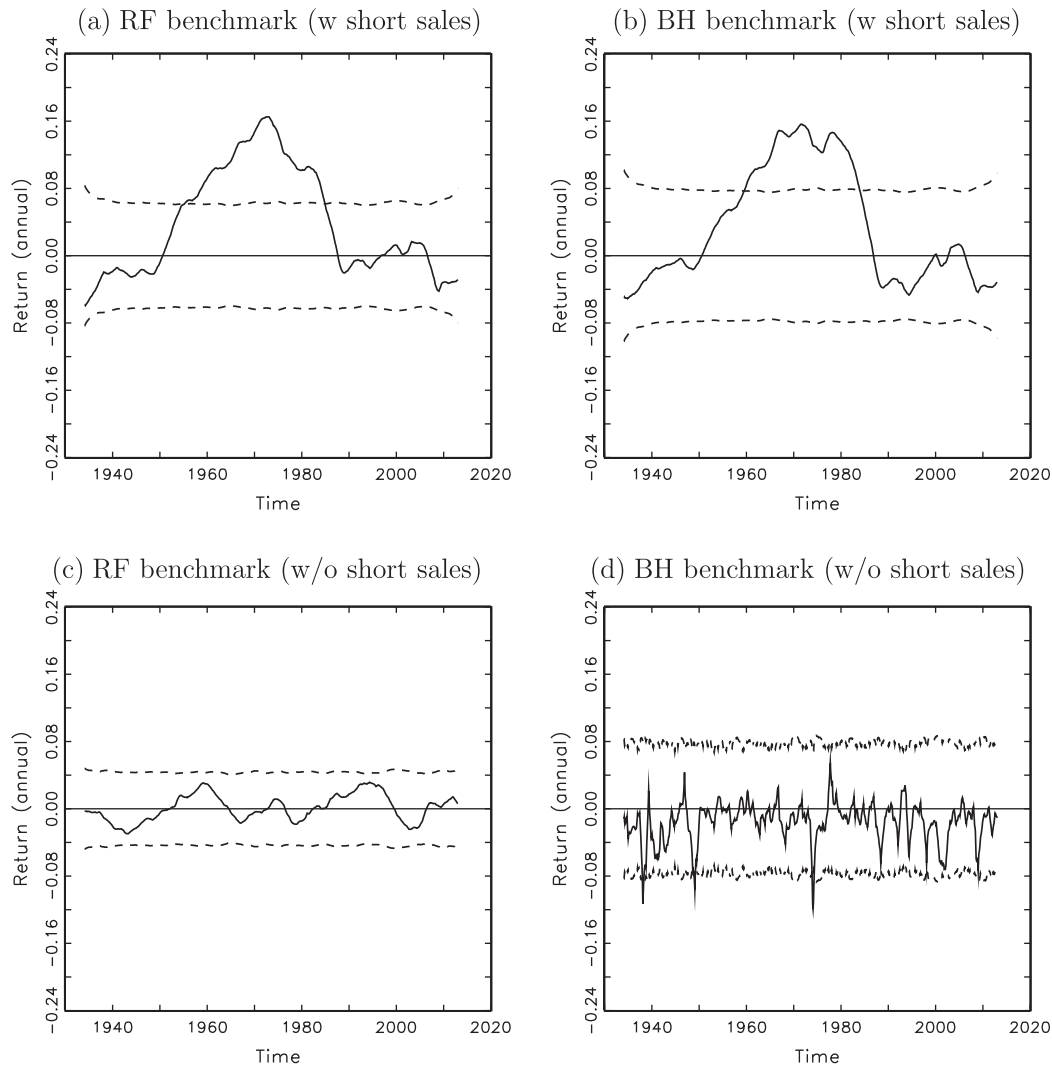 (a) RF benchmark (w short sales)
Return (annual)
0.24
0.16
0.08
0.00
−0.08
−0.16
−0.24
1940 1960 1980 2000 2020
Time
(b) BH benchmark (w short sales)
Return (annual)
0.24
0.16
0.08
0.00
−0.08
−0.16
−0.24
1940 1960 1980 2000 2020
Time
(c) RF benchmark (w/o short sales)
Return (annual)
0.24
0.16
0.08
0.00
−0.08
−0.16
−0.24
1940 1960 1980 2000 2020
Time
(d) BH benchmark (w/o short sales)
Return (annual)
0.24
0.16
0.08
0.00
−0.08
−0.16
−0.24
1940 1960 1980 2000 2020
Time